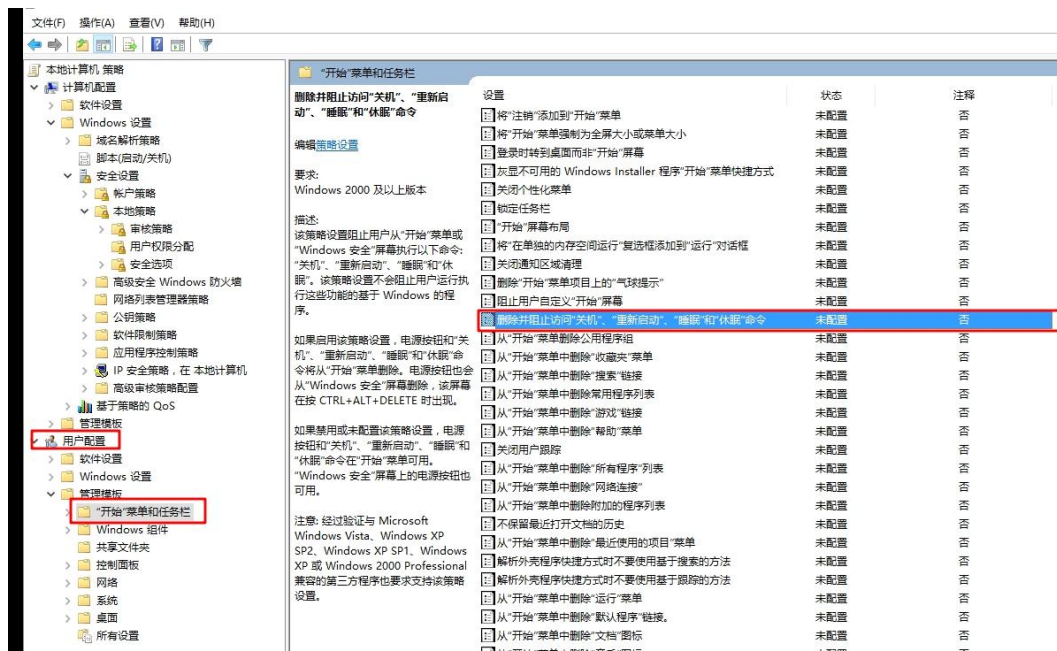 文件(F) 操作(A) 查看(V) 帮助(H)
本地计算机 策略
计算机配置
软件设置
Windows 设置
域名解析策略
脚本(启动/关机)
安全设置
帐户策略
本地策略
审核策略
用户权限分配
安全选项
高级安全 Windows 防火墙
网络列表管理器策略
公钥策略
软件限制策略
应用程序控制策略
IP 安全策略，在 本地计算机
高级审核策略配置
基于策略的 QoS
管理模板
用户配置
软件设置
Windows 设置
管理模板
"开始"菜单和任务栏
Windows 组件
共享文件夹
控制面板
网络
系统
桌面
所有设置
"开始"菜单和任务栏
删除并阻止访问"关机"、"重新启
动"、"睡眠"和"休眠"命令
编辑策略设置
要求:
Windows 2000 及以上版本
描述:
该策略设置阻止用户从"开始"菜单或
"Windows 安全"屏幕执行以下命令:
"关机"、"重新启动"、"睡眠"和"休
眠"。该策略设置不会阻止用户运行执
行这些功能的基于 Windows 的程
序。
如果启用该策略设置，电源按钮和"关
机"、"重新启动"、"睡眠"和"休眠"命
令将从"开始"菜单删除。电源按钮也会
从"Windows 安全"屏幕删除，该屏幕
在按 CTRL+ALT+DELETE 时出现。
如果禁用或未配置该策略设置，电源
按钮和"关机"、"重新启动"、"睡眠"和
"休眠"命令在"开始"菜单可用。
"Windows 安全"屏幕上的电源按钮也
可用。
注意: 经过验证与 Microsoft
Windows Vista、Windows XP
SP2、Windows XP SP1、Windows
XP 或 Windows 2000 Professional
兼容的第三方程序也要求支持该策略
设置。
设置 状态 注释
将"注销"添加到"开始"菜单 未配置 否
将"开始"菜单强制为全屏大小或菜单大小 未配置 否
登录时转到桌面而非"开始"屏幕 未配置 否
灰显不可用的 Windows Installer 程序"开始"菜单快捷方式 未配置 否
关闭个性化菜单 未配置 否
锁定任务栏 未配置 否
"开始"屏幕布局 未配置 否
将"在单独的内存空间运行"复选框添加到"运行"对话框 未配置 否
关闭通知区域清理 未配置 否
删除"开始"菜单项目上的"气球提示" 未配置 否
阻止用户自定义"开始"屏幕 未配置 否
删除并阻止访问"关机"、"重新启动"、"睡眠"和"休眠"命令 未配置 否
从"开始"菜单删除公用程序组 未配置 否
从"开始"菜单中删除"收藏夹"菜单 未配置 否
从"开始"菜单中删除"搜索"链接 未配置 否
从"开始"菜单中删除常用程序列表 未配置 否
从"开始"菜单中删除"游戏"链接 未配置 否
从"开始"菜单中删除"帮助"菜单 未配置 否
关闭用户跟踪 未配置 否
从"开始"菜单中删除"所有程序"列表 未配置 否
从"开始"菜单中删除"网络连接" 未配置 否
从"开始"菜单中删除附加的程序列表 未配置 否
不保留最近打开文档的历史 未配置 否
从"开始"菜单中删除"最近使用的项目"菜单 未配置 否
解析外壳程序快捷方式时不要使用基于搜索的方法 未配置 否
解析外壳程序快捷方式时不要使用基于跟踪的方法 未配置 否
从"开始"菜单中删除"运行"菜单 未配置 否
从"开始"菜单中删除"默认程序"链接。 未配置 否
从"开始"菜单中删除"文档"图标 未配置 否